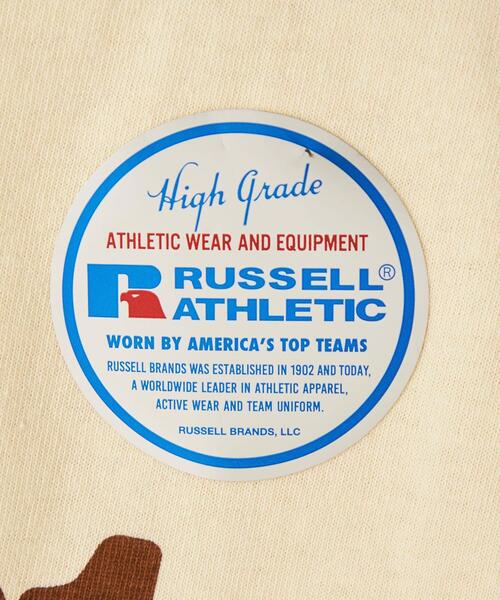 High Grade
ATHLETIC WEAR AND EQUIPMENT
RUSSELL®
ATHLETIC
WORN BY AMERICA'S TOP TEAMS
RUSSELL BRANDS WAS ESTABLISHED IN 1902 AND TODAY,
A WORLDWIDE LEADER IN ATHLETIC APPAREL,
ACTIVE WEAR AND TEAM UNIFORM.
RUSSELL BRANDS, LLC